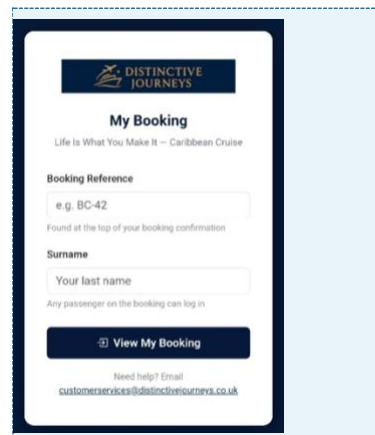 DISTINCTIVE
JOURNEYS
My Booking
Life Is What You Make It — Caribbean Cruise
Booking Reference
e.g. BC-42
Found at the top of your booking confirmation
Surname
Your last name
Any passenger on the booking can log in
View My Booking
Need help? Email
customerservices@distinctivejourneys.co.uk